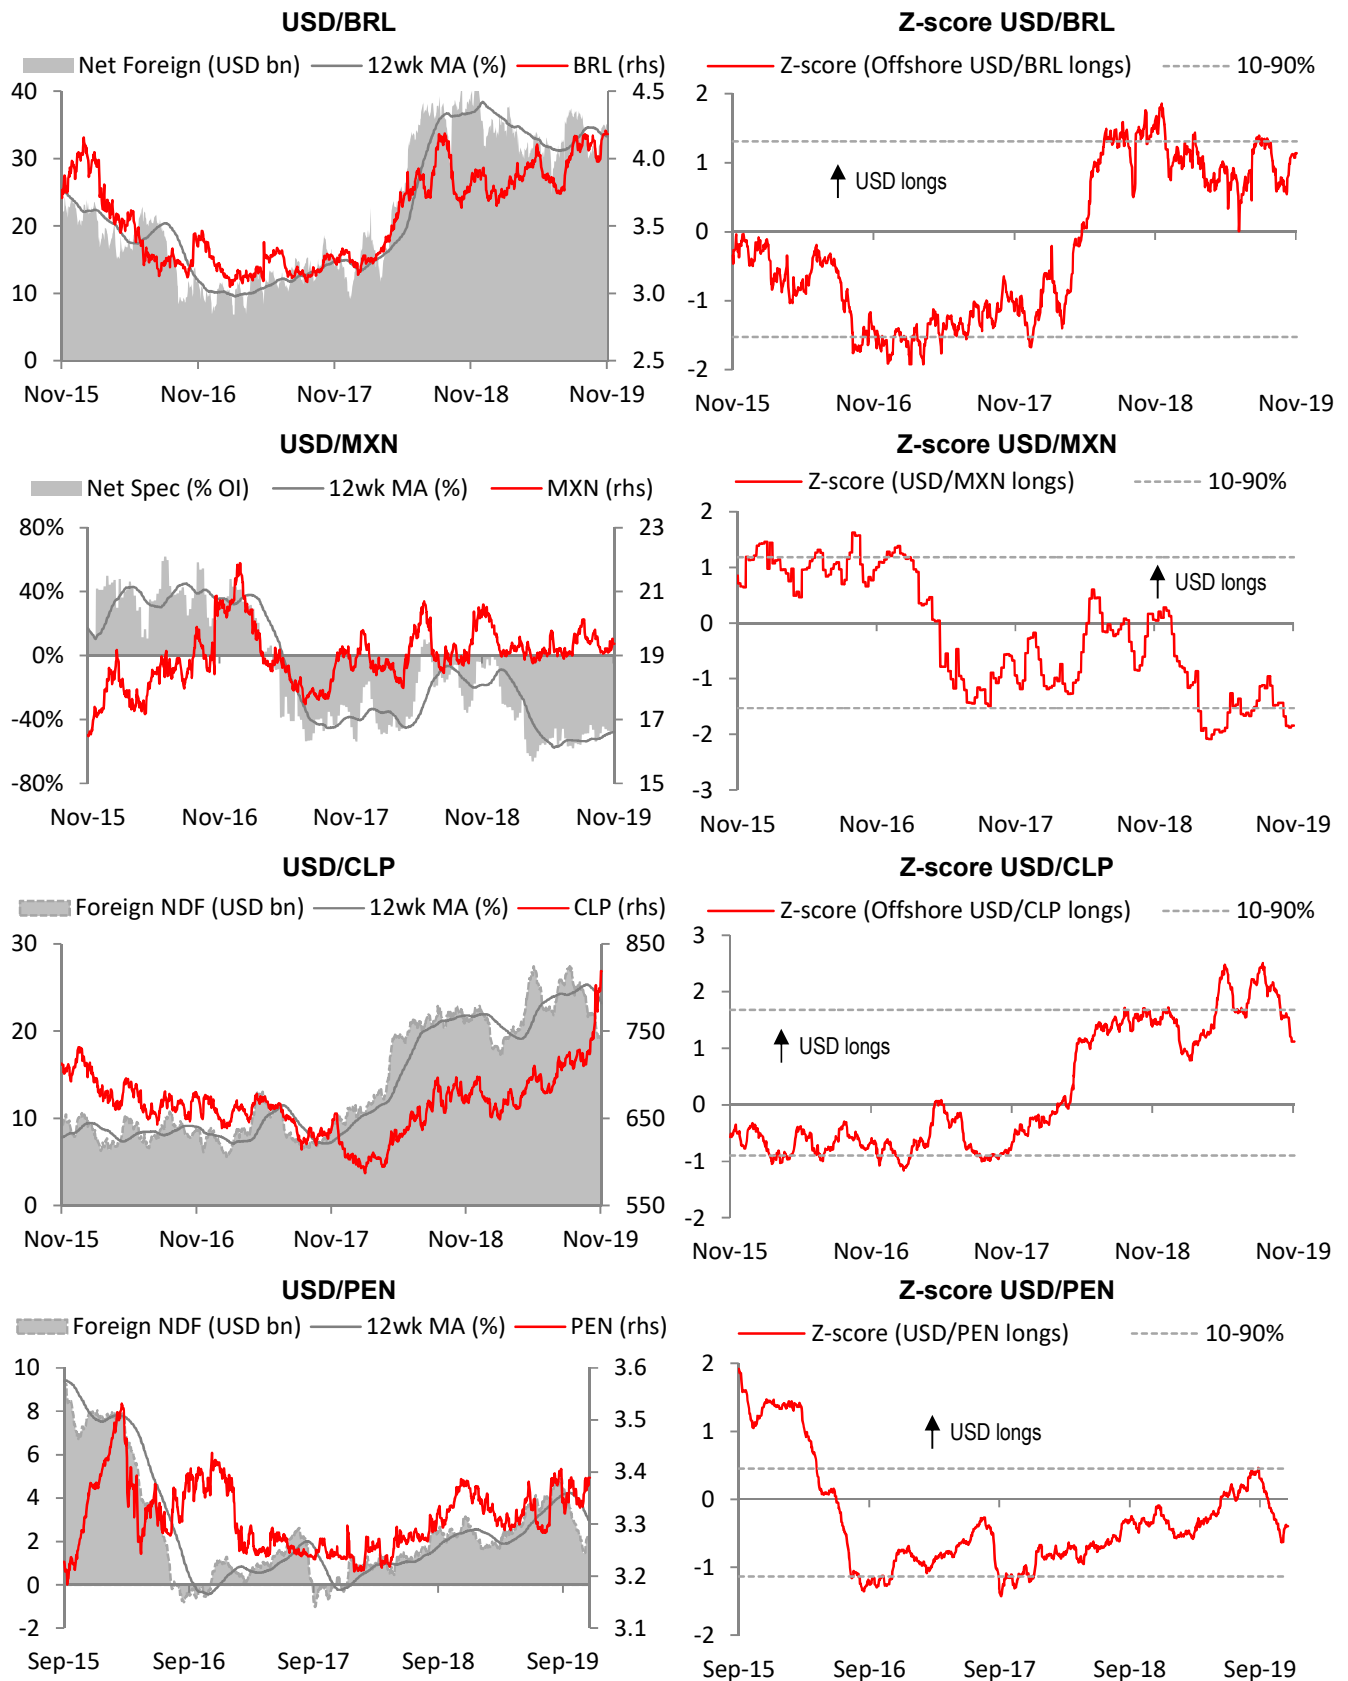 USD/BRL
Net Foreign (USD bn) 12wk MA (%) BRL (rhs)
40 4.5
30 4.0
20 3.5
10 3.0
0 2.5
Nov-15 Nov-16 Nov-17 Nov-18 Nov-19
Z-score USD/BRL
Z-score (Offshore USD/BRL longs) 10-90%
2
1
USD longs
0
-1
-2
Nov-15 Nov-16 Nov-17 Nov-18 Nov-19
USD/MXN
Net Spec (% OI) 12wk MA (%) MXN (rhs)
80% 23
40% 21
0% 19
-40% 17
-80% 15
Nov-15 Nov-16 Nov-17 Nov-18 Nov-19
Z-score USD/MXN
Z-score (USD/MXN longs) 10-90%
2
1
USD longs
0
-1
-2
-3
Nov-15 Nov-16 Nov-17 Nov-18 Nov-19
USD/CLP
Foreign NDF (USD bn) 12wk MA (%) CLP (rhs)
30 850
20 750
10 650
0 550
Nov-15 Nov-16 Nov-17 Nov-18 Nov-19
Z-score USD/CLP
Z-score (Offshore USD/CLP longs) 10-90%
3
2
USD longs
1
0
-1
-2
Nov-15 Nov-16 Nov-17 Nov-18 Nov-19
USD/PEN
Foreign NDF (USD bn) 12wk MA (%) PEN (rhs)
10 3.6
8 3.5
6 3.4
4 3.3
2 3.2
0 3.1
-2
Sep-15 Sep-16 Sep-17 Sep-18 Sep-19
Z-score USD/PEN
Z-score (USD/PEN longs) 10-90%
2
1
USD longs
0
-1
-2
Sep-15 Sep-16 Sep-17 Sep-18 Sep-19